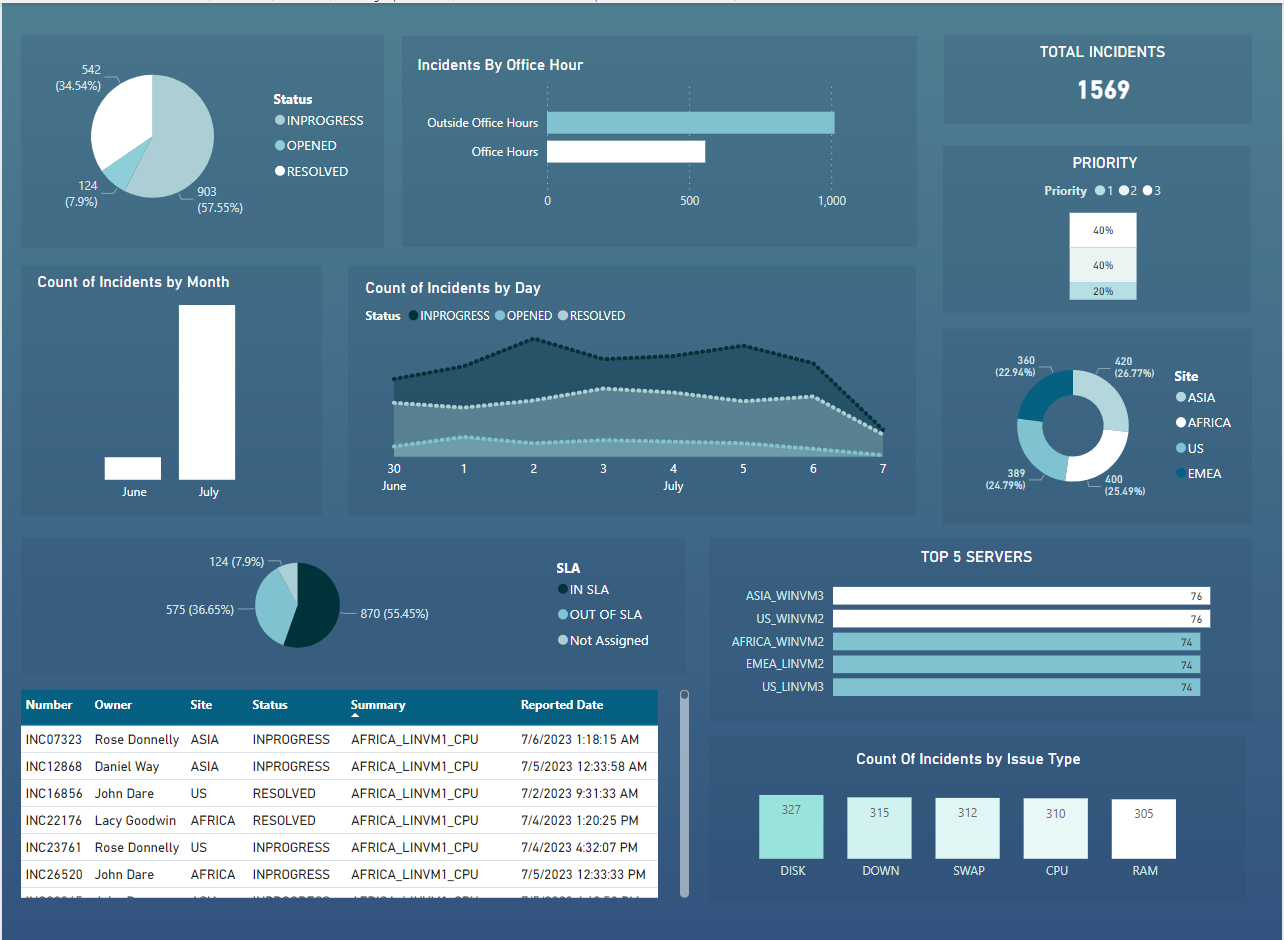 542
(34.54%)
124
(7.9%)
903
(57.55%)
Status
INPROGRESS
OPENED
RESOLVED
Incidents By Office Hour
Outside Office Hours
Office Hours
0 500 1,000
TOTAL INCIDENTS
1569
PRIORITY
Priority 1 2 3
40%
40%
20%
Count of Incidents by Month
June July
Count of Incidents by Day
Status INPROGRESS OPENED RESOLVED
30 1 2 3 4 5 6 7
June July
360
(22.94%)
420
(26.77%)
389
(24.79%)
400
(25.49%)
Site
ASIA
AFRICA
US
EMEA
124 (7.9%)
575 (36.65%)
870 (55.45%)
SLA
IN SLA
OUT OF SLA
Not Assigned
TOP 5 SERVERS
ASIA_WINVM3 76
US_WINVM2 76
AFRICA_WINVM2 74
EMEA_LINVM2 74
US_LINVM3 74
Number Owner Site Status Summary Reported Date
INC07323 Rose Donnelly ASIA INPROGRESS AFRICA_LINVM1_CPU 7/6/2023 1:18:15 AM
INC12868 Daniel Way ASIA INPROGRESS AFRICA_LINVM1_CPU 7/5/2023 12:33:58 AM
INC16856 John Dare US RESOLVED AFRICA_LINVM1_CPU 7/2/2023 9:31:33 AM
INC22176 Lacy Goodwin AFRICA RESOLVED AFRICA_LINVM1_CPU 7/4/2023 1:20:25 PM
INC23761 Rose Donnelly US INPROGRESS AFRICA_LINVM1_CPU 7/4/2023 4:32:07 PM
INC26520 John Dare AFRICA INPROGRESS AFRICA_LINVM1_CPU 7/5/2023 12:33:33 PM
Count Of Incidents by Issue Type
327 315 312 310 305
DISK DOWN SWAP CPU RAM